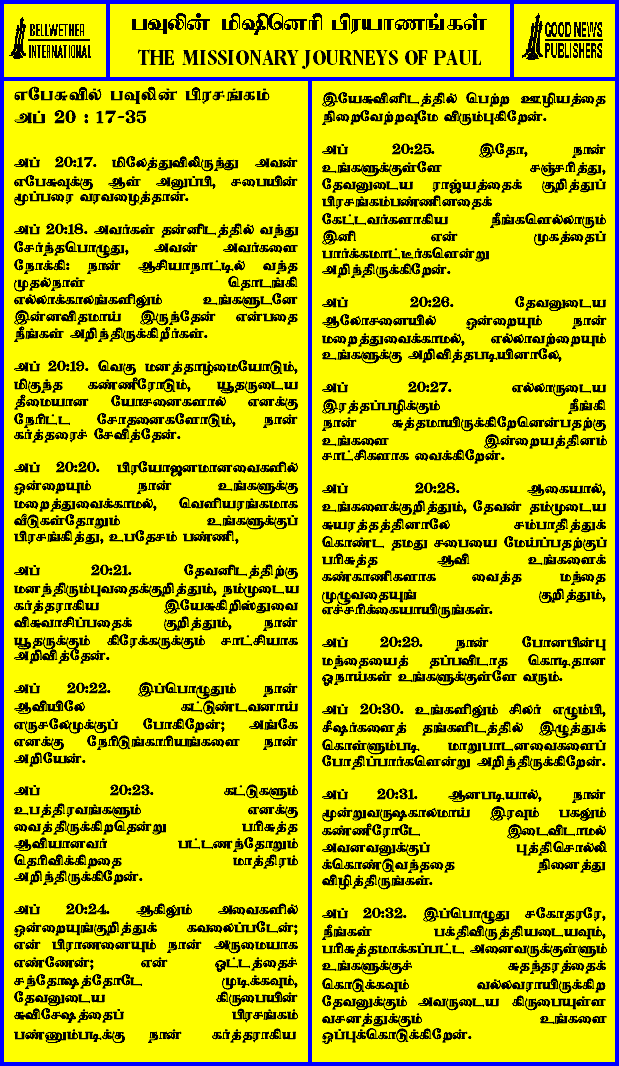 BELLWETHER
INTERNATIONAL
பவுலின் மிஷினெரி பிரயாணங்கள்
THE MISSIONARY JOURNEYS OF PAUL
GOOD NEWS
PUBLISHERS
எபேசுவில் பவுலின் பிரசங்கம்
அப் 20 : 17-35
அப் 20:17. மிலேத்துவிலிருந்து அவன்
எபேசுவுக்கு ஆள் அனுப்பி, சபையின்
மூப்பரை வரவழைத்தான்.
அப் 20:18. அவர்கள் தன்னிடத்தில் வந்து
சேர்ந்தபொழுது, அவன் அவர்களை
நோக்கி: நான் ஆசியாநாட்டில் வந்த
முதல்நாள் தொடங்கி
எல்லாக்காலங்களிலும் உங்களுடனே
இன்னவிதமாய் இருந்தேன் என்பதை
நீங்கள் அறிந்திருக்கிறீர்கள்.
அப் 20:19. வெகு மனத்தாழ்மையோடும்,
மிகுந்த கண்ணீரோடும், யூதருடைய
தீமையான யோசனைகளால் எனக்கு
நேரிட்ட சோதனைகளோடும், நான்
கர்த்தரைச் சேவித்தேன்.
அப் 20:20. பிரயோஜனமானவைகளில்
ஒன்றையும் நான் உங்களுக்கு
மறைத்துவைக்காமல், வெளியரங்கமாக
வீடுகள்தோறும் உங்களுக்குப்
பிரசங்கித்து, உபதேசம் பண்ணி,
அப் 20:21. தேவனிடத்திற்கு
மனந்திரும்புவதைக்குறித்தும், நம்முடைய
கர்த்தராகிய இயேசுகிறிஸ்துவை
விசுவாசிப்பதைக் குறித்தும், நான்
யூதருக்கும் கிரேக்கருக்கும் சாட்சியாக
அறிவித்தேன்.
அப் 20:22. இப்பொழுதும் நான்
ஆவியிலே கட்டுண்டவனாய்
எருசலேமுக்குப் போகிறேன்; அங்கே
எனக்கு நேரிடுங்காரியங்களை நான்
அறியேன்.
அப் 20:23. கட்டுகளும்
உபத்திரவங்களும் எனக்கு
வைத்திருக்கிறதென்று பரிசுத்த
ஆவியானவர் பட்டணந்தோறும்
தெரிவிக்கிறதை மாத்திரம்
அறிந்திருக்கிறேன்.
அப் 20:24. ஆகிலும் அவைகளில்
ஒன்றையுங்குறித்துக் கவலைப்படேன்;
என் பிராணனையும் நான் அருமையாக
எண்ணேன்; என் ஓட்டத்தைச்
சந்தோஷத்தோடே முடிக்கவும்,
தேவனுடைய கிருபையின்
சுவிசேஷத்தைப் பிரசங்கம்
பண்ணும்படிக்கு நான் கர்த்தராகிய
இயேசுவினிடத்தில் பெற்ற ஊழியத்தை
நிறைவேற்றவுமே விரும்புகிறேன்.
அப் 20:25. இதோ, நான்
உங்களுக்குள்ளே சஞ்சரித்து,
தேவனுடைய ராஜ்யத்தைக் குறித்துப்
பிரசங்கம்பண்ணினதைக்
கேட்டவர்களாகிய நீங்களெல்லாரும்
இனி என் முகத்தைப்
பார்க்கமாட்டீர்களென்று
அறிந்திருக்கிறேன்.
அப் 20:26. தேவனுடைய
ஆலோசனையில் ஒன்றையும் நான்
மறைத்துவைக்காமல், எல்லாவற்றையும்
உங்களுக்கு அறிவித்தபடியினாலே,
அப் 20:27. எல்லாருடைய
இரத்தப்பழிக்கும் நீங்கி
நான் சுத்தமாயிருக்கிறேனென்பதற்கு
உங்களை இன்றையத்தினம்
சாட்சிகளாக வைக்கிறேன்.
அப் 20:28. ஆகையால்,
உங்களைக்குறித்தும், தேவன் தம்முடைய
சுயரத்தத்தினாலே சம்பாதித்துக்
கொண்ட தமது சபையை மேய்ப்பதற்குப்
பரிசுத்த ஆவி உங்களைக்
கண்காணிகளாக வைத்த மந்தை
முழுவதையுங் குறித்தும்,
எச்சரிக்கையாயிருங்கள்.
அப் 20:29. நான் போனபின்பு
மந்தையைத் தப்பவிடாத கொடிதான
ஓநாய்கள் உங்களுக்குள்ளே வரும்.
அப் 20:30. உங்களிலும் சிலர் எழும்பி,
சீஷர்களைத் தங்களிடத்தில் இழுத்துக்
கொள்ளும்படி மாறுபாடானவைகளைப்
போதிப்பார்களென்று அறிந்திருக்கிறேன்.
அப் 20:31. ஆனபடியால், நான்
மூன்றுவருஷகாலமாய் இரவும் பகலும்
கண்ணீரோடே இடைவிடாமல்
அவனவனுக்குப் புத்திசொல்லி
க்கொண்டுவந்ததை நினைத்து
விழித்திருங்கள்.
அப் 20:32. இப்பொழுது சகோதரரே,
நீங்கள் பக்திவிருத்தியடையவும்,
பரிசுத்தமாக்கப்பட்ட அனைவருக்குள்ளும்
உங்களுக்குச் சுதந்தரத்தைக்
கொடுக்கவும் வல்லவராயிருக்கிற
தேவனுக்கும் அவருடைய கிருபையுள்ள
வசனத்துக்கும் உங்களை
ஒப்புக்கொடுக்கிறேன்.